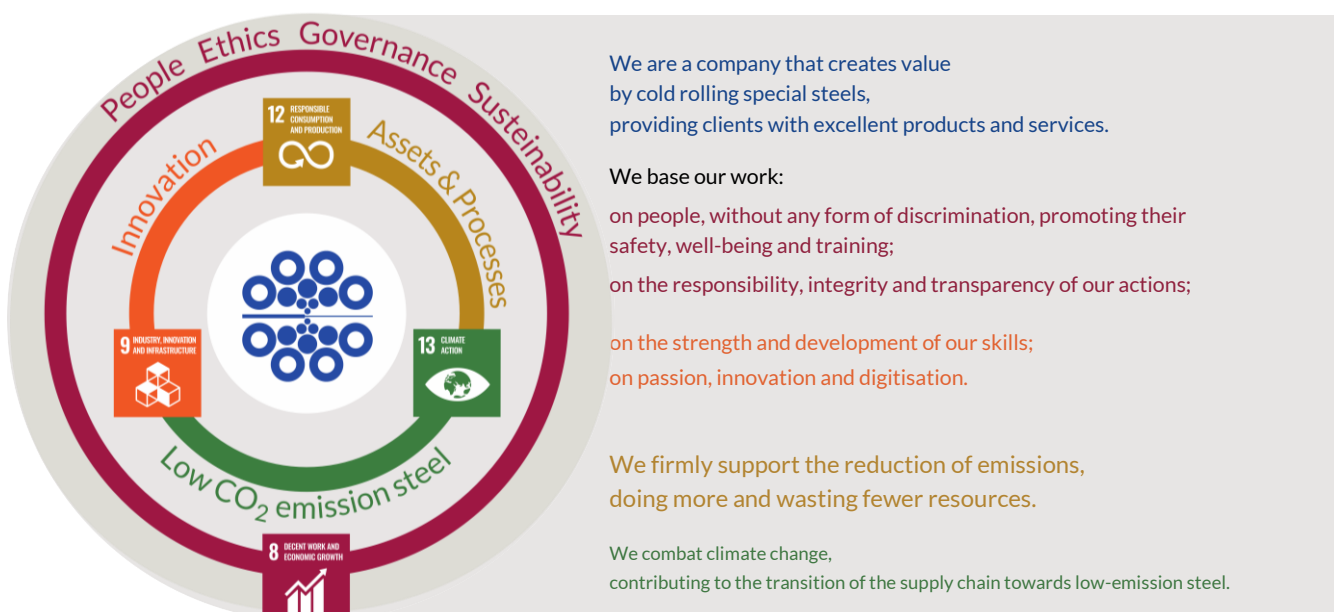 People Ethics Governance Susteinability
Innovation
Assets & Processes
Low CO₂ emission steel
12 RESPONSIBLE
CONSUMPTION
AND PRODUCTION
9 INDUSTRY, INNOVATION
AND INFRASTRUCTURE
13 CLIMATE
ACTION
8 DECENT WORK AND
ECONOMIC GROWTH
We are a company that creates value
by cold rolling special steels,
providing clients with excellent products and services.
We base our work:
on people, without any form of discrimination, promoting their
safety, well-being and training;
on the responsibility, integrity and transparency of our actions;
on the strength and development of our skills;
on passion, innovation and digitisation.
We firmly support the reduction of emissions,
doing more and wasting fewer resources.
We combat climate change,
contributing to the transition of the supply chain towards low-emission steel.